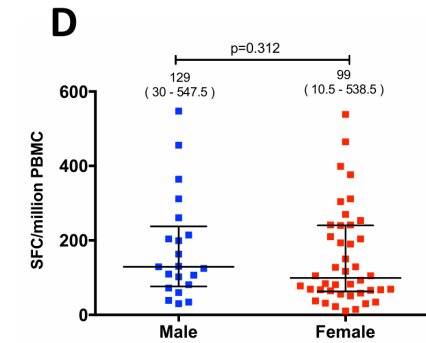 D
p=0.312
129
( 30 - 547.5)
99
( 10.5 - 538.5)
SFC/million PBMC
600
400
200
0
Male
Female